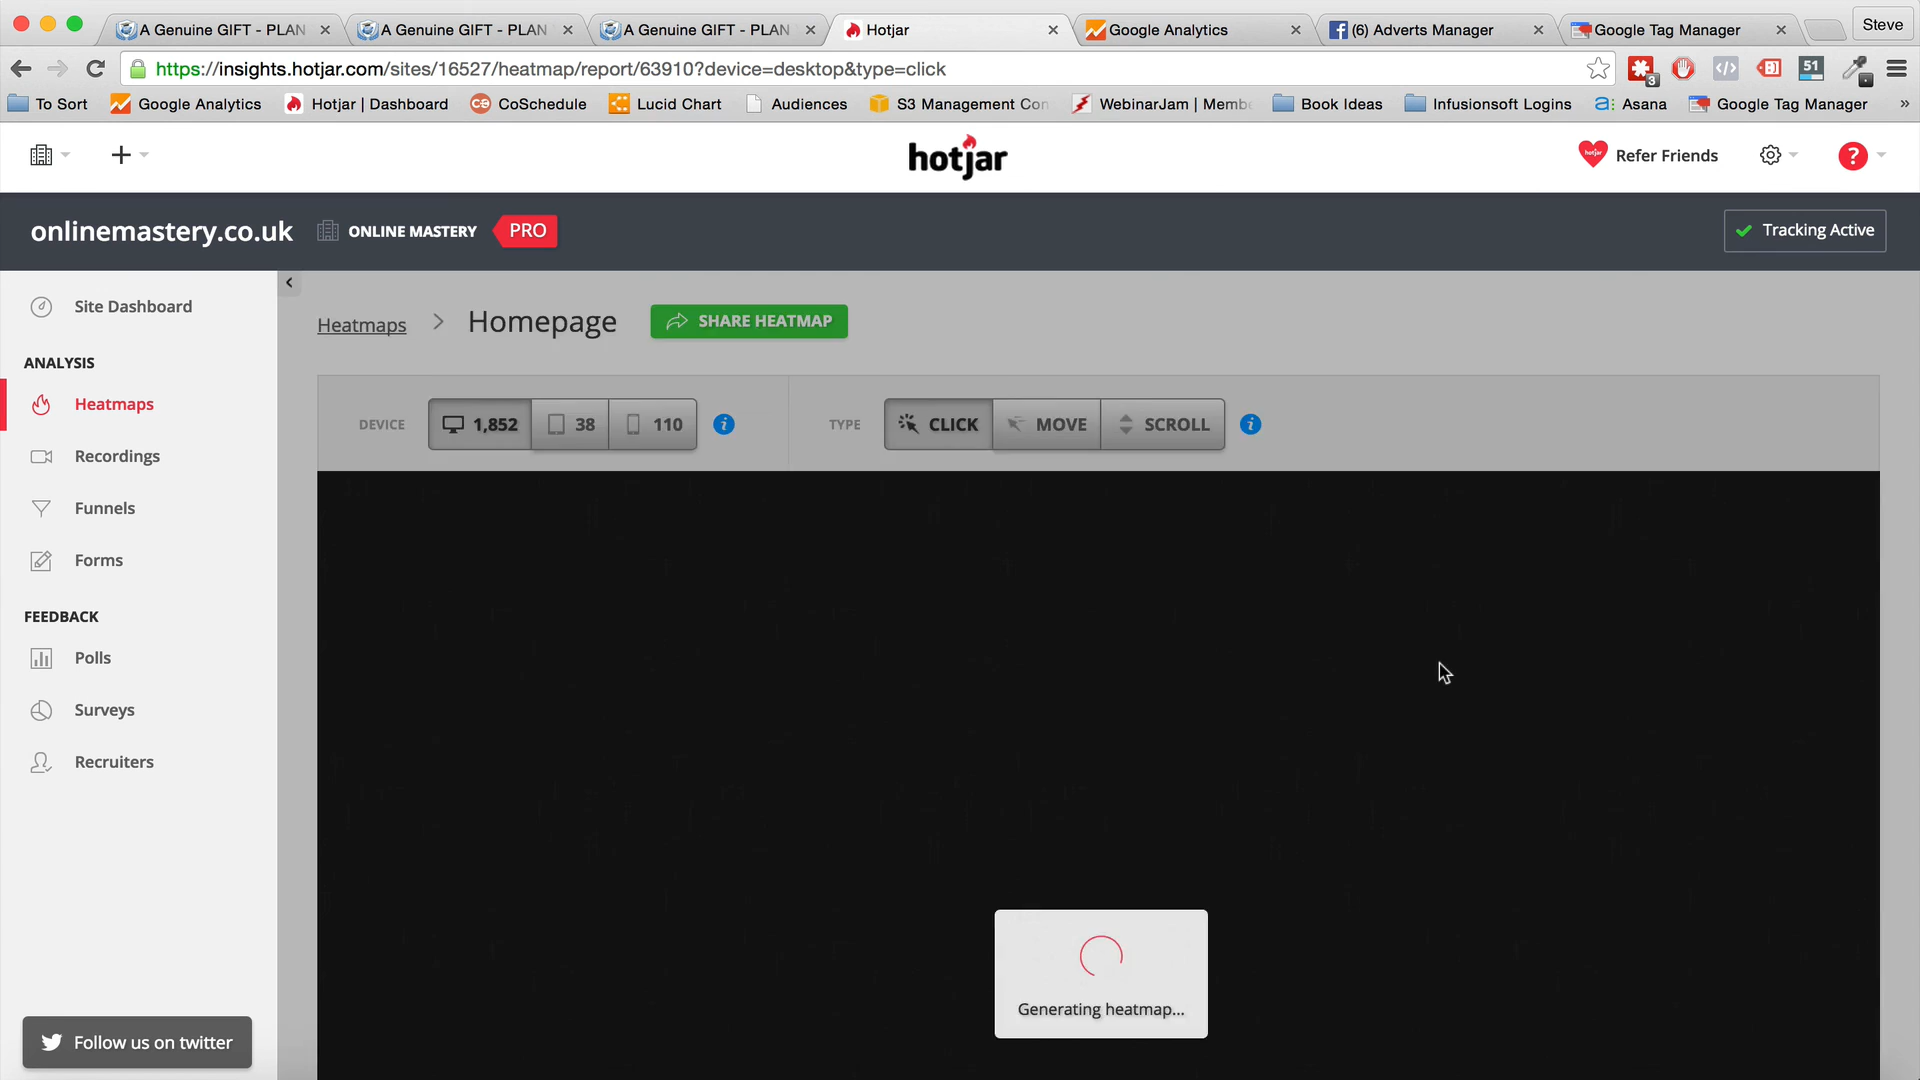 A Genuine GIFT - PLAN
A Genuine GIFT - PLAN
A Genuine GIFT - PLAN
Hotjar
Google Analytics
(6) Adverts Manager
Google Tag Manager
Steve
https://insights.hotjar.com/sites/16527/heatmap/report/63910?device=desktop&type=click
3
51
To Sort
Google Analytics
Hotjar | Dashboard
CoSchedule
Lucid Chart
Audiences
S3 Management Con
WebinarJam | Membe
Book Ideas
Infusionsoft Logins
Asana
Google Tag Manager
»
hotjar
hotjar
Refer Friends
?
onlinemastery.co.uk
ONLINE MASTERY
PRO
Tracking Active
Site Dashboard
ANALYSIS
Heatmaps
Recordings
Funnels
Forms
FEEDBACK
Polls
Surveys
Recruiters
Follow us on twitter
Heatmaps
Homepage
SHARE HEATMAP
DEVICE
1,852
38
110
i
TYPE
CLICK
MOVE
SCROLL
i
Generating heatmap...